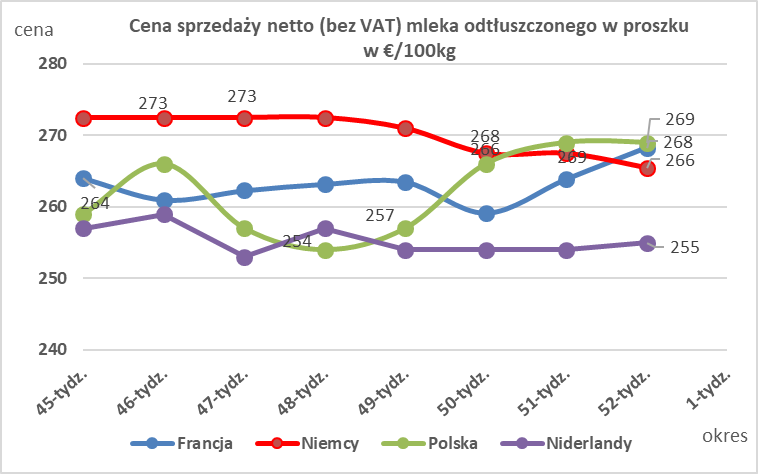 cena
Cena sprzedaży netto (bez VAT) mleka odtłuszczonego w proszku
w €/100kg
280
273
273
270
268
266
269
269
268
266
264
260
257
254
255
250
240
45-tydz.
46-tydz.
47-tydz.
48-tydz.
49-tydz.
50-tydz.
51-tydz.
52-tydz.
1-tydz.
okres
Francja
Niemcy
Polska
Niderlandy